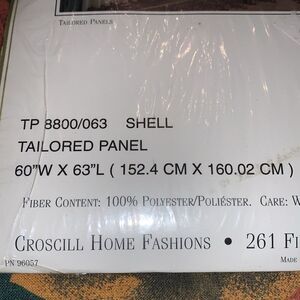 TAILORED PANELS
TP 8800/063 SHELL
TAILORED PANEL
60"W X 63"L ( 152.4 CM X 160.02 CM )
FIBER CONTENT: 100% POLYESTER/POLIÉSTER. CARE: W
CROSCILL HOME FASHIONS • 261 FI
PN 96057
MADE